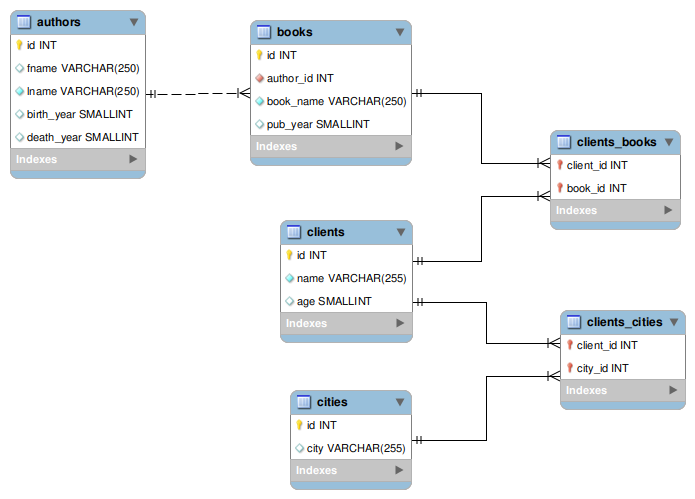 authors
id INT
fname VARCHAR(250)
lname VARCHAR(250)
birth_year SMALLINT
death_year SMALLINT
Indexes
books
id INT
author_id INT
book_name VARCHAR(250)
pub_year SMALLINT
Indexes
clients_books
client_id INT
book_id INT
Indexes
clients
id INT
name VARCHAR(255)
age SMALLINT
Indexes
clients_cities
client_id INT
city_id INT
Indexes
cities
id INT
city VARCHAR(255)
Indexes